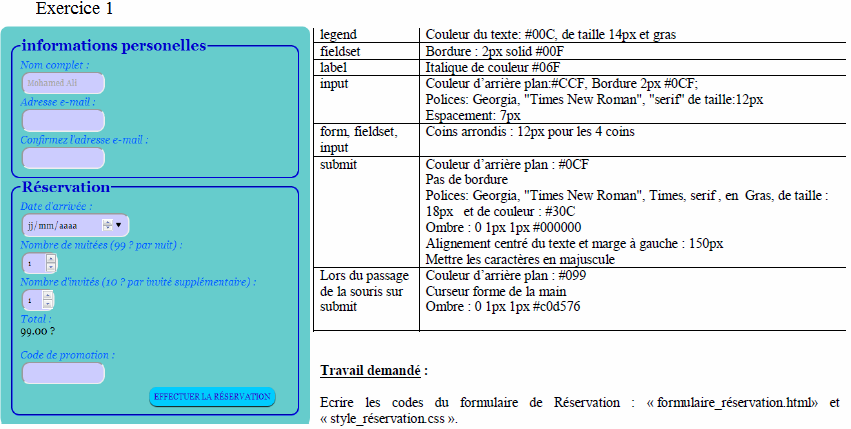 Exercice 1
informations personelles
Nom complet :
Mohamed Ali
Adresse e-mail :
Confirmez l'adresse e-mail :
Réservation
Date d'arrivée :
jj/mm/aaaa
Nombre de nuitées (99 ? par nuit) :
1
Nombre d'invités (10 ? par invité supplémentaire) :
1
Total :
99.00 ?
Code de promotion :
EFFECTUER LA RÉSERVATION
legend Couleur du texte: #00C, de taille 14px et gras
fieldset Bordure : 2px solid #00F
label Italique de couleur #06F
input Couleur d'arrière plan:#CCF, Bordure 2px #0CF;
Polices: Georgia, "Times New Roman", "serif" de taille:12px
Espacement: 7px
form, fieldset, Coins arrondis : 12px pour les 4 coins
input
submit Couleur d'arrière plan : #0CF
Pas de bordure
Polices: Georgia, "Times New Roman", Times, serif , en Gras, de taille :
18px et de couleur : #30C
Ombre : 0 1px 1px #000000
Alignement centré du texte et marge à gauche : 150px
Mettre les caractères en majuscule
Lors du passage Couleur d'arrière plan : #099
de la souris sur Curseur forme de la main
submit Ombre : 0 1px 1px #c0d576
Travail demandé :
Ecrire les codes du formulaire de Réservation : « formulaire_réservation.html» et
« style_réservation.css ».